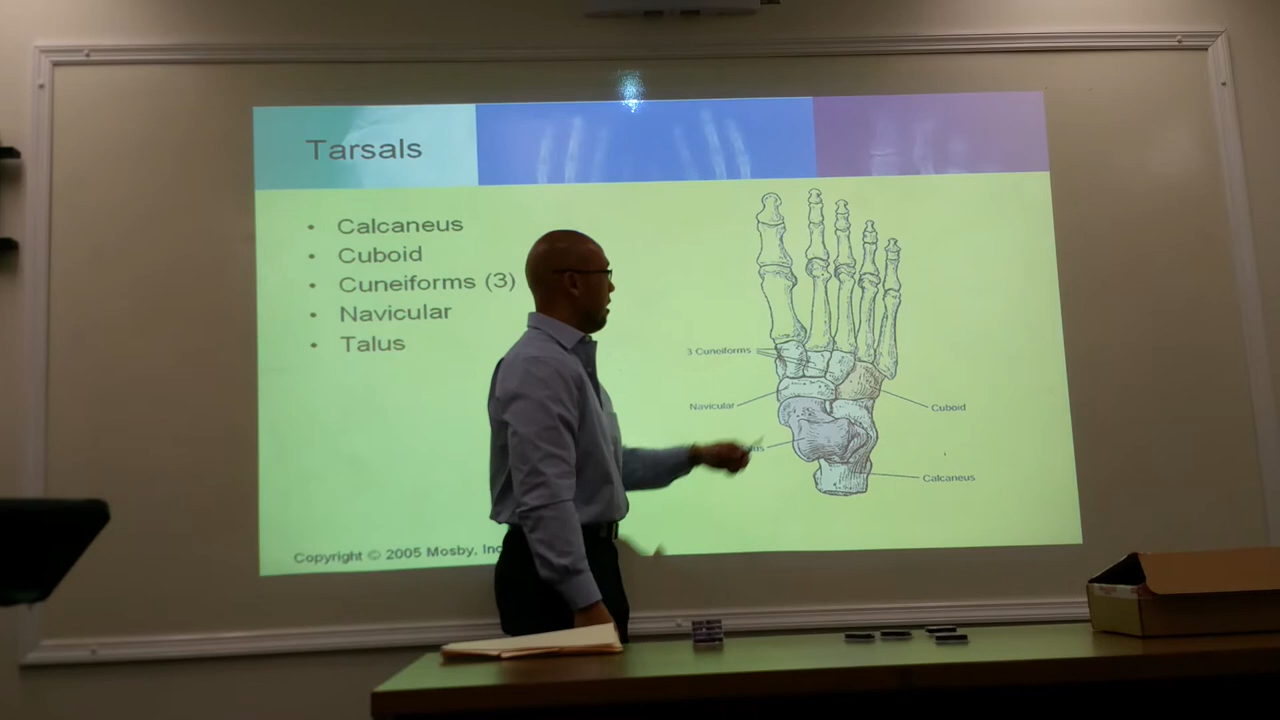 Tarsals
• Calcaneus
• Cuboid
• Cuneiforms (3)
• Navicular
• Talus
3 Cuneiforms
Navicular
Cuboid
Calcaneus
Copyright © 2005 Mosby, Inc